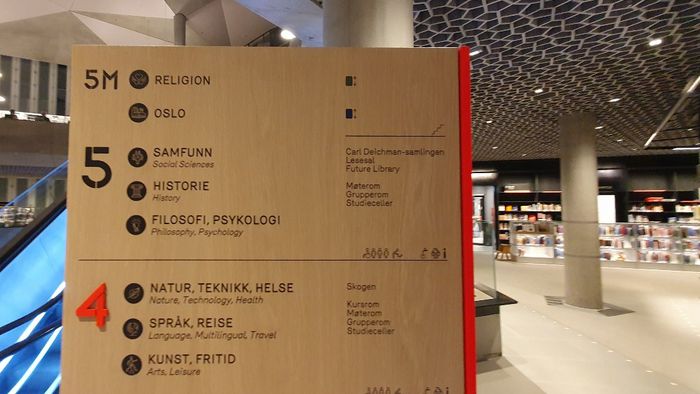 5M RELIGION
OSLO
5 SAMFUNN
Social Sciences
HISTORIE
History
FILOSOFI, PSYKOLOGI
Philosophy, Psychology
Carl Deichman-samlingen
Lesesal
Future Library
Møterom
Grupperom
Studieceller
4 NATUR, TEKNIKK, HELSE
Nature, Technology, Health
SPRÅK, REISE
Language, Multilingual, Travel
KUNST, FRITID
Arts, Leisure
Skogen
Kursrom
Møterom
Grupperom
Studieceller